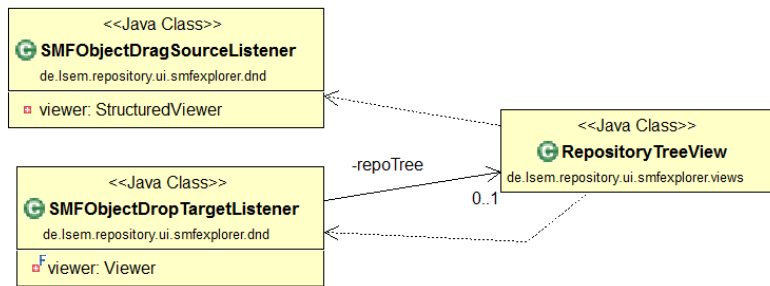 <<Java Class>>
C SMFObjectDragSourceListener
de.lsem.repository.ui.smfexplorer.dnd
viewer: StructuredViewer
<<Java Class>>
C RepositoryTreeView
de.lsem.repository.ui.smfexplorer.views
-repoTree
0..1
<<Java Class>>
C SMFObjectDropTargetListener
de.lsem.repository.ui.smfexplorer.dnd
F viewer: Viewer